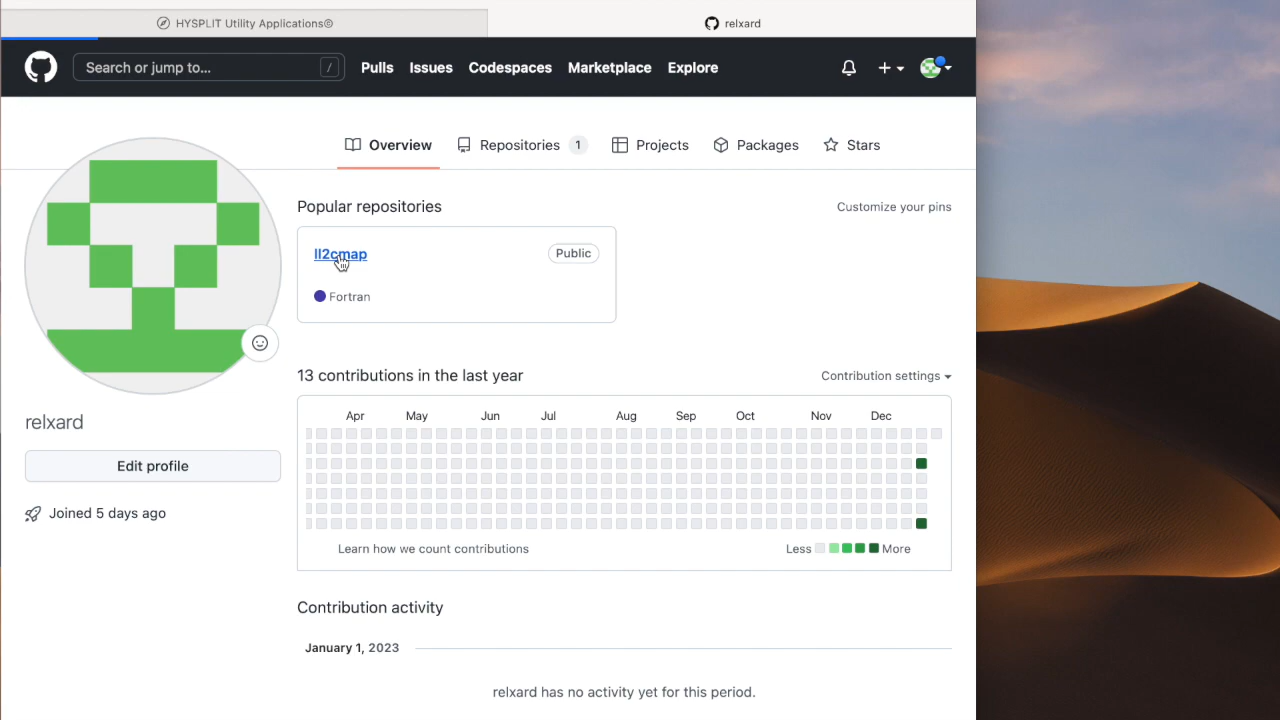 HYSPLIT Utility Applications©
relxard
Search or jump to... /
Pulls Issues Codespaces Marketplace Explore
Overview Repositories 1 Projects Packages Stars
Popular repositories Customize your pins
ll2cmap Public
Fortran
13 contributions in the last year Contribution settings
Apr May Jun Jul Aug Sep Oct Nov Dec
Learn how we count contributions Less More
relxard
Edit profile
Joined 5 days ago
Contribution activity
January 1, 2023
relxard has no activity yet for this period.